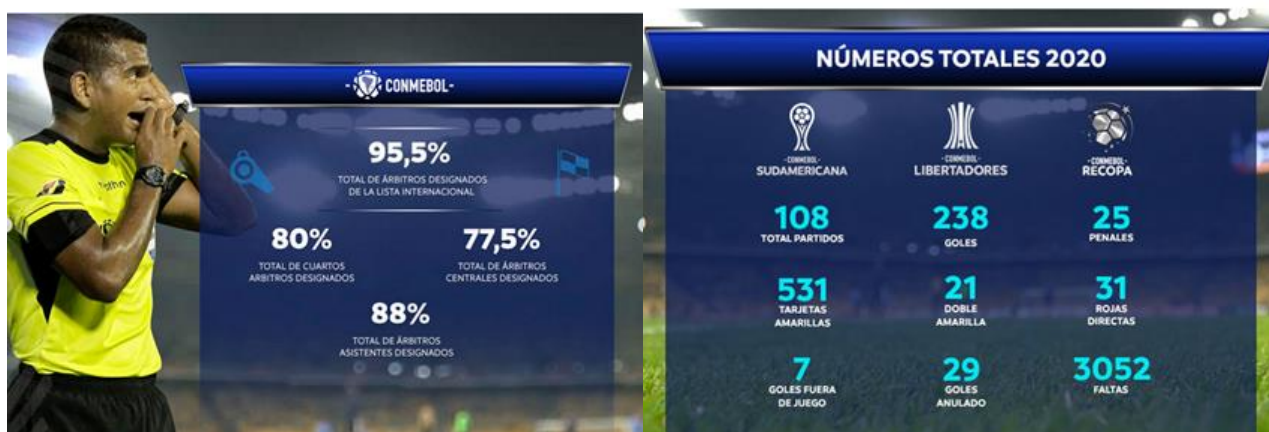 -CONMEBOL-
95,5%
TOTAL DE ÁRBITROS DESIGNADOS
DE LA LISTA INTERNACIONAL
80%
TOTAL DE CUARTOS
ARBITROS DESIGNADOS
77,5%
TOTAL DE ÁRBITROS
CENTRALES DESIGNADOS
88%
TOTAL DE ÁRBITROS
ASISTENTES DESIGNADOS
NÚMEROS TOTALES 2020
-CONMEBOL-
SUDAMERICANA
-CONMEBOL-
LIBERTADORES
-CONMEBOL-
RECOPA
108
TOTAL PARTIDOS
238
GOLES
25
PENALES
531
TARJETAS
AMARILLAS
21
DOBLE
AMARILLA
31
ROJAS
DIRECTAS
7
GOLES FUERA
DE JUEGO
29
GOLES
ANULADO
3052
FALTAS